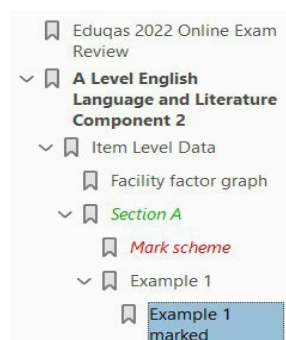 Eduqas 2022 Online Exam
Review
A Level English
Language and Literature
Component 2
Item Level Data
Facility factor graph
Section A
Mark scheme
Example 1
Example 1
marked